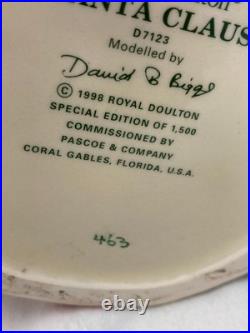 ANTA CLAUS
D7123
Modelled by
David B Biggs
© 1998 ROYAL DOULTON
SPECIAL EDITION OF 1,500
COMMISSIONED BY
PASCOE & COMPANY
CORAL GABLES, FLORIDA, U.S.A.
463